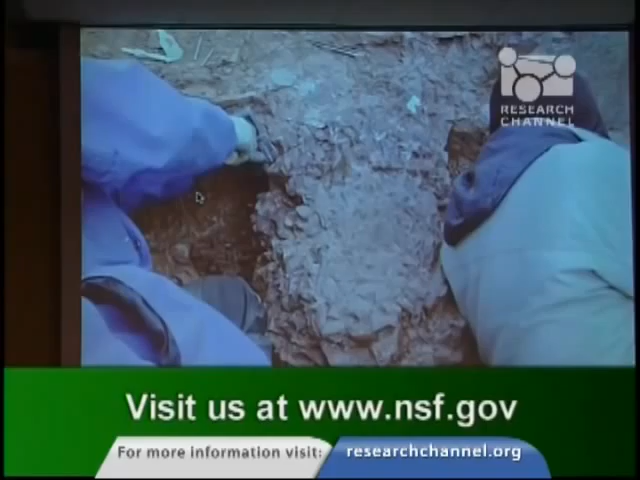 RESEARCH
CHANNEL
Visit us at www.nsf.gov
For more information visit: researchchannel.org